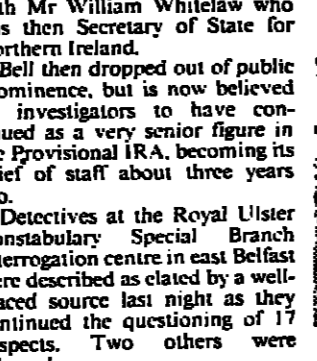 th Mr William Whitelaw who
s then Secretary of State for
orthern Ireland.
Bell then dropped out of public
ominence, but is now believed
investigators to have con-
ued as a very senior figure in
e Provisional IRA, becoming its
ief of staff about three years
o.
Detectives at the Royal Ulster
onstabulary Special Branch
errogation centre in east Belfast
ere described as elated by a well-
aced source last night as they
ntinued the questioning of 17
spects. Two others were